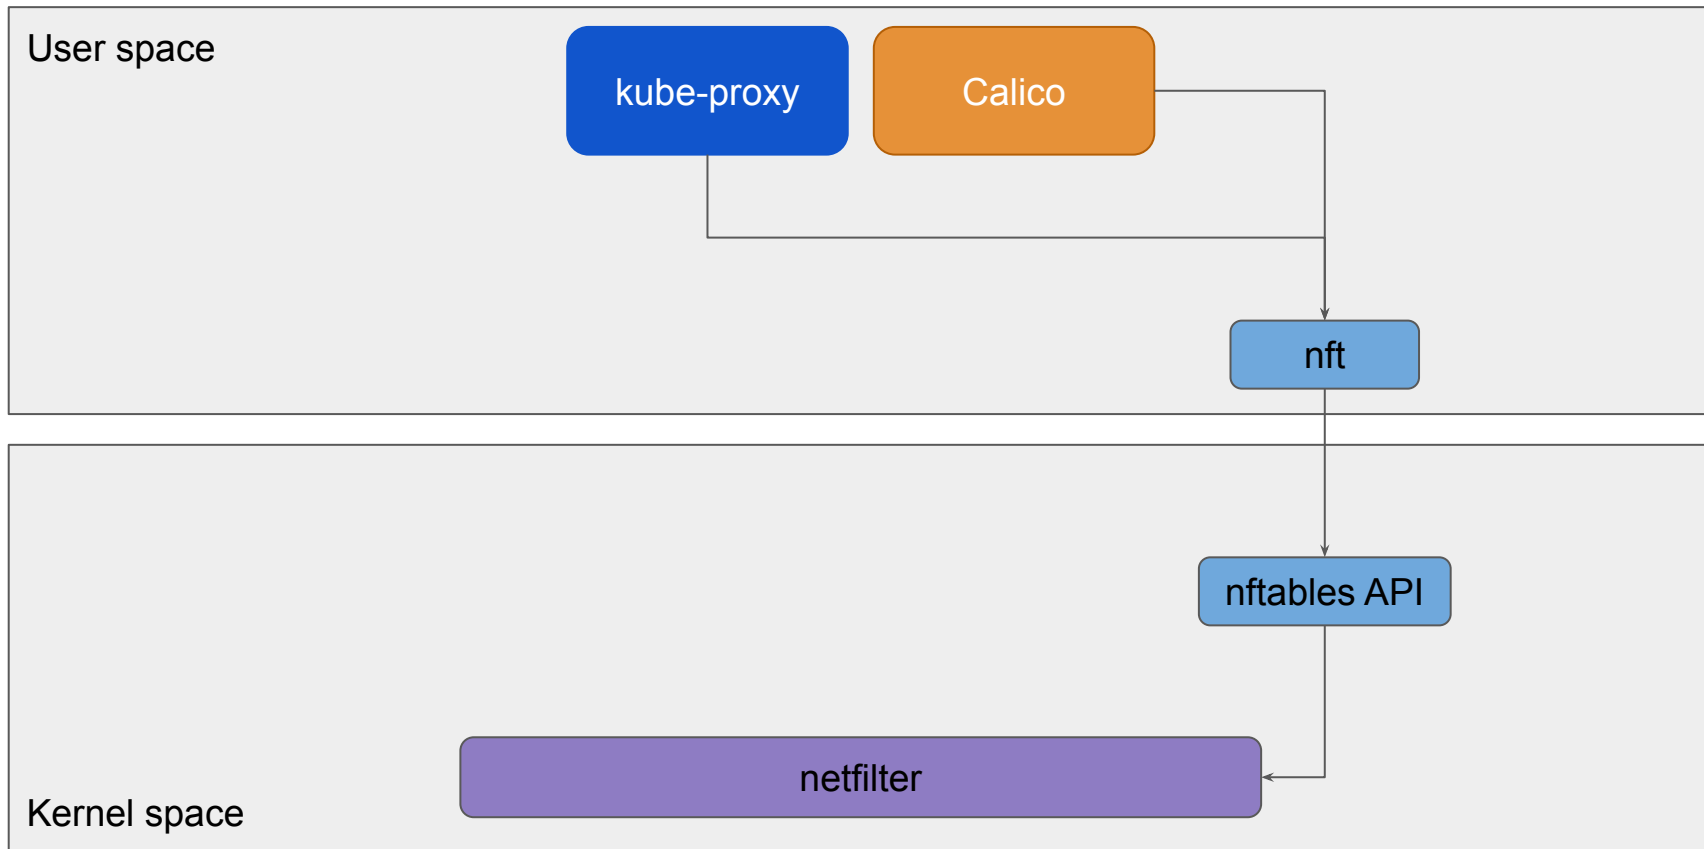 User space
kube-proxy
Calico
nft
nftables API
netfilter
Kernel space